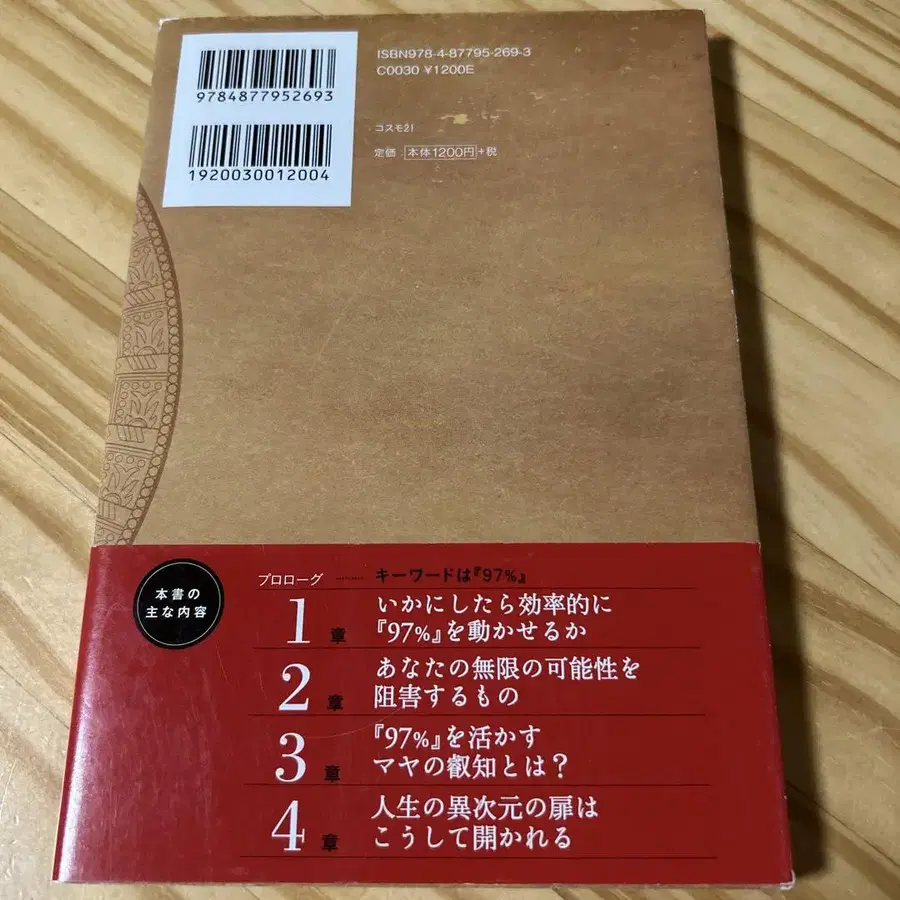 9784877952693
1920030012004
ISBN978-4-87795-269-3
C0030 ¥1200E
コスモ21
定価：本体1200円+税
本書の
主な内容
プロローグ ……… キーワードは『97%』
1章 いかにしたら効率的に
『97%』を動かせるか
2章 あなたの無限の可能性を
阻害するもの
3章 『97%』を活かす
マヤの叡知とは？
4章 人生の異次元の扉は
こうして開かれる